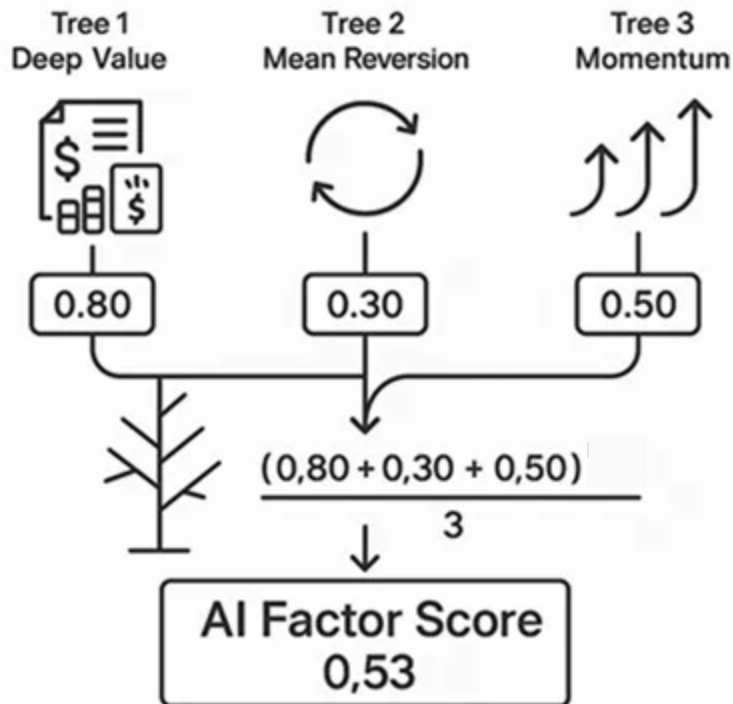 Tree 1
Deep Value
Tree 2
Mean Reversion
Tree 3
Momentum
$
$
0.80
0.30
0.50
(0,80 + 0,30 + 0,50)
3
AI Factor Score
0,53